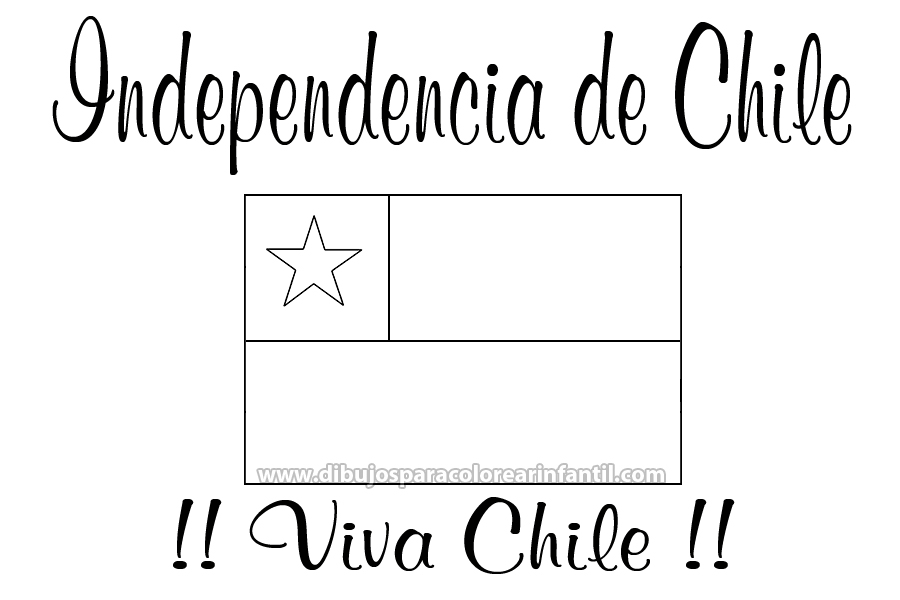 Independencia de Chile
www.dibujosparacolorearinfantil.com
!! Viva Chile !!